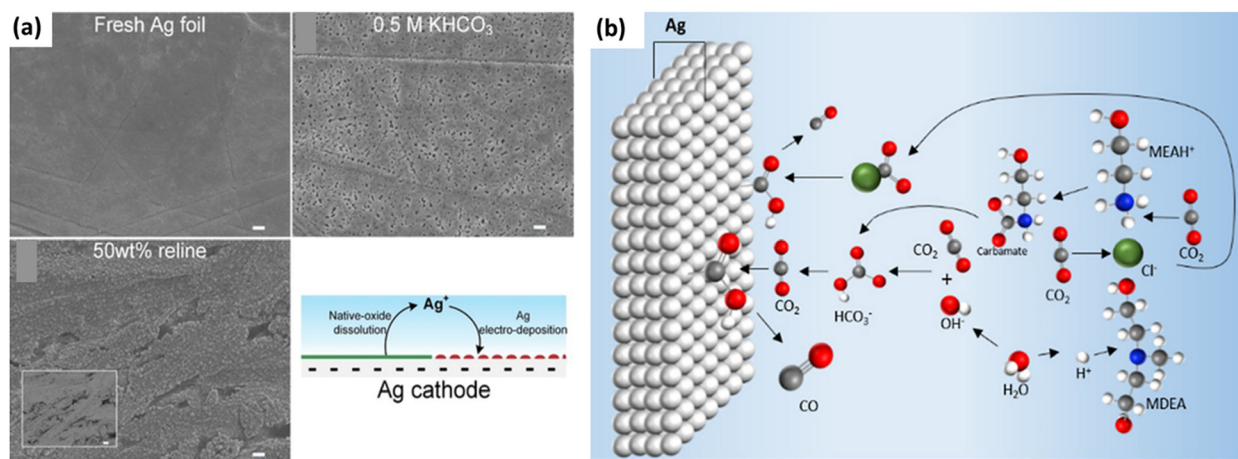 (a)
Fresh Ag foil
0.5 M KHCO₃
50wt% reline
Native-oxide
dissolution
Ag⁺
Ag
electro-deposition
Ag cathode
(b)
Ag
MEAH⁺
Carbamate
CO₂
CO₂
CO₂
Cl⁻
+
CO₂
HCO₃⁻
OH⁻
CO
H₂O
H⁺
MDEA